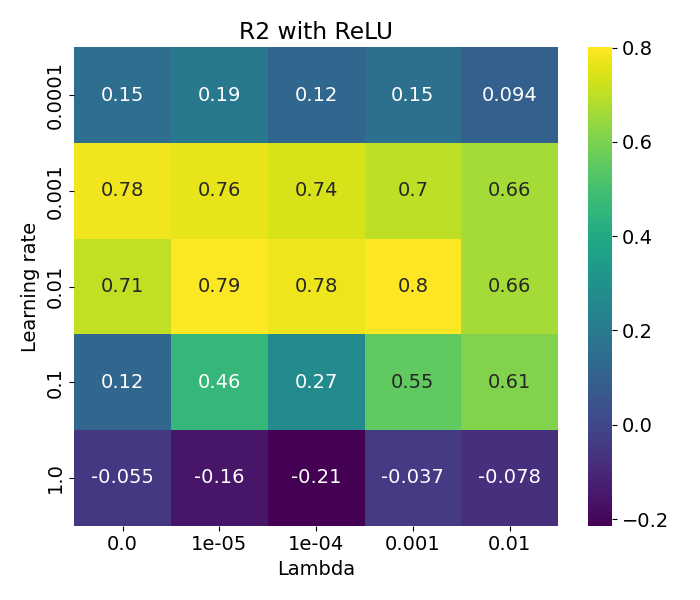 R2 with ReLU
Learning rate
0.0001 0.15 0.19 0.12 0.15 0.094
0.001 0.78 0.76 0.74 0.7 0.66
0.01 0.71 0.79 0.78 0.8 0.66
0.1 0.12 0.46 0.27 0.55 0.61
1.0 -0.055 -0.16 -0.21 -0.037 -0.078
0.0 1e-05 1e-04 0.001 0.01
Lambda
0.8
0.6
0.4
0.2
0.0
−0.2